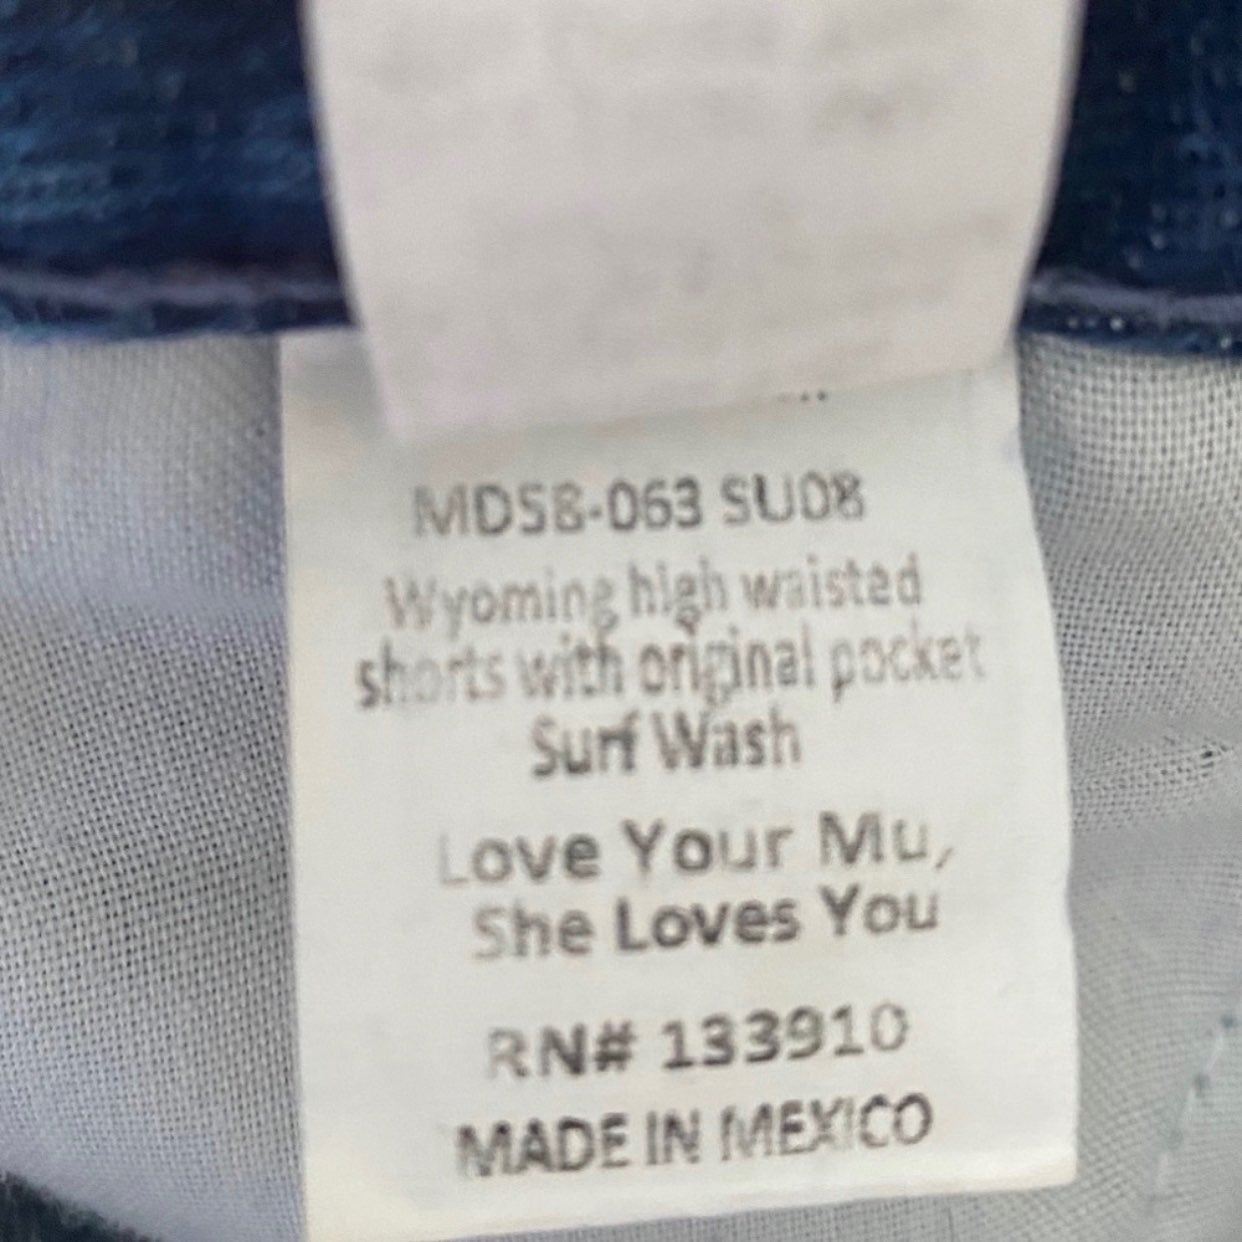 MDSB-063 SU08
Wyoming high waisted
shorts with original pocket
Surf Wash
Love Your Mu,
She Loves You
RN# 133910
MADE IN MEXICO